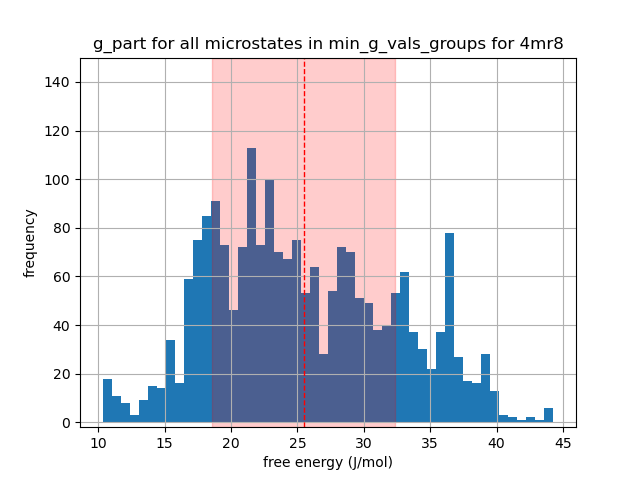 g_part for all microstates in min_g_vals_groups for 4mr8
140
120
100
80
60
40
20
0
frequency
10 15 20 25 30 35 40 45
free energy (J/mol)